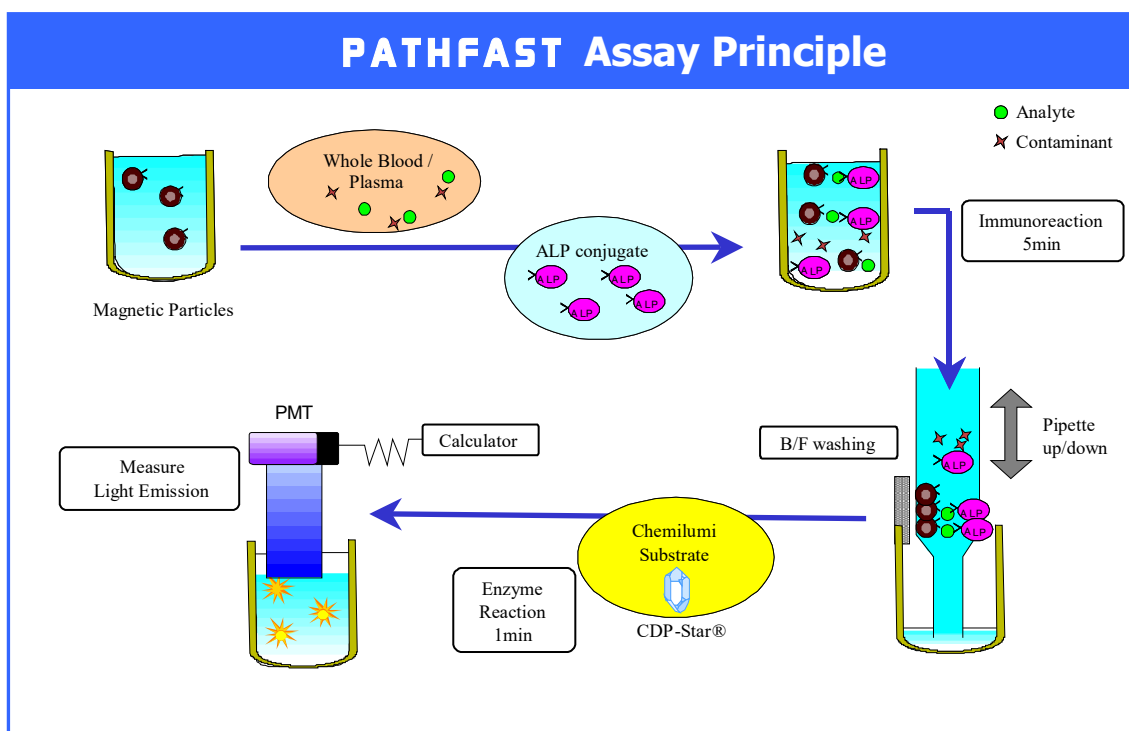 PATHFAST Assay Principle
Analyte
Contaminant
Whole Blood /
Plasma
ALP conjugate
ALP
ALP
ALP
ALP
ALP
ALP
ALP
Magnetic Particles
Immunoreaction
5min
Pipette
up/down
B/F washing
ALP
ALP
ALP
Chemilumi
Substrate
CDP-Star®
Enzyme
Reaction
1min
PMT
Calculator
Measure
Light Emission